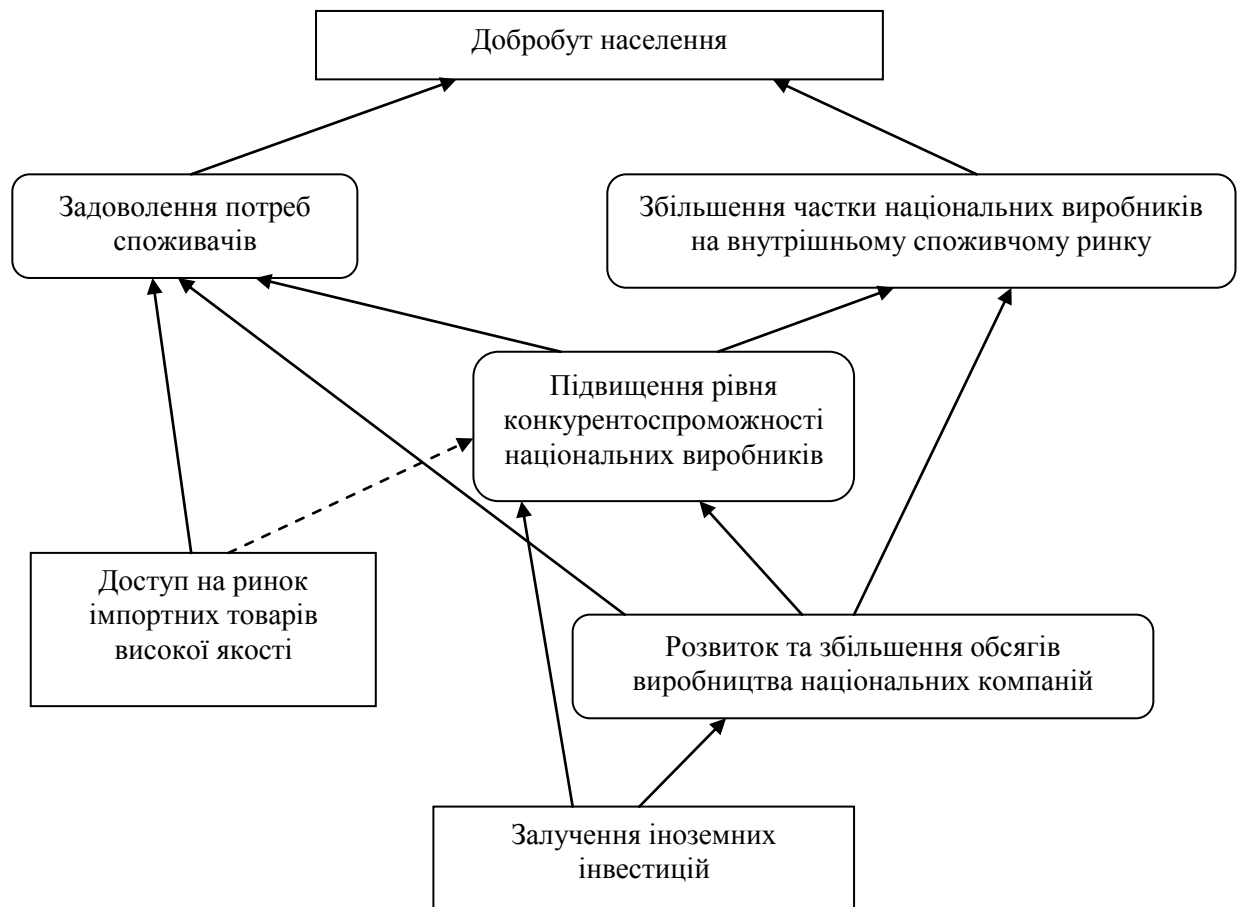 Добробут населення
Задоволення потреб
споживачів
Збільшення частки національних виробників
на внутрішньому споживчому ринку
Підвищення рівня
конкурентоспроможності
національних виробників
Доступ на ринок
імпортних товарів
високої якості
Розвиток та збільшення обсягів
виробництва національних компаній
Залучення іноземних
інвестицій